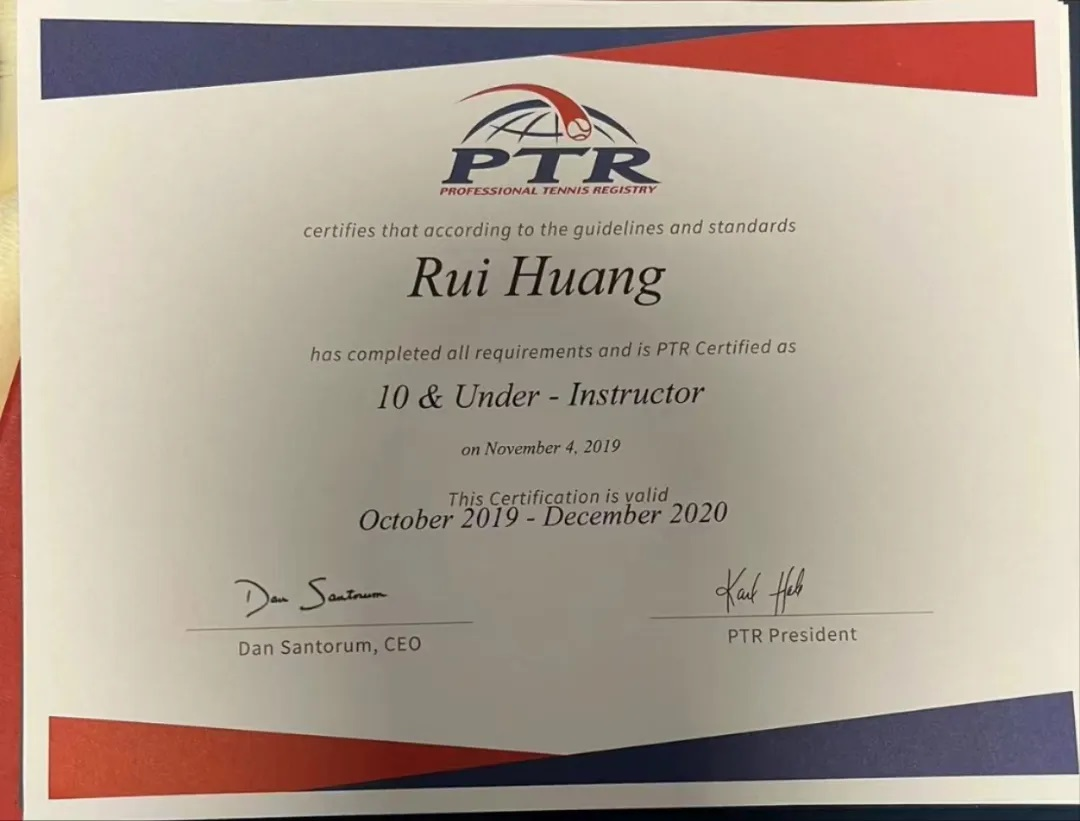 PTR
PROFESSIONAL TENNIS REGISTRY
certifies that according to the guidelines and standards
Rui Huang
has completed all requirements and is PTR Certified as
10 & Under - Instructor
on November 4, 2019
This Certification is valid
October 2019 - December 2020
Dan Santorum
Dan Santorum, CEO
Karl
PTR President